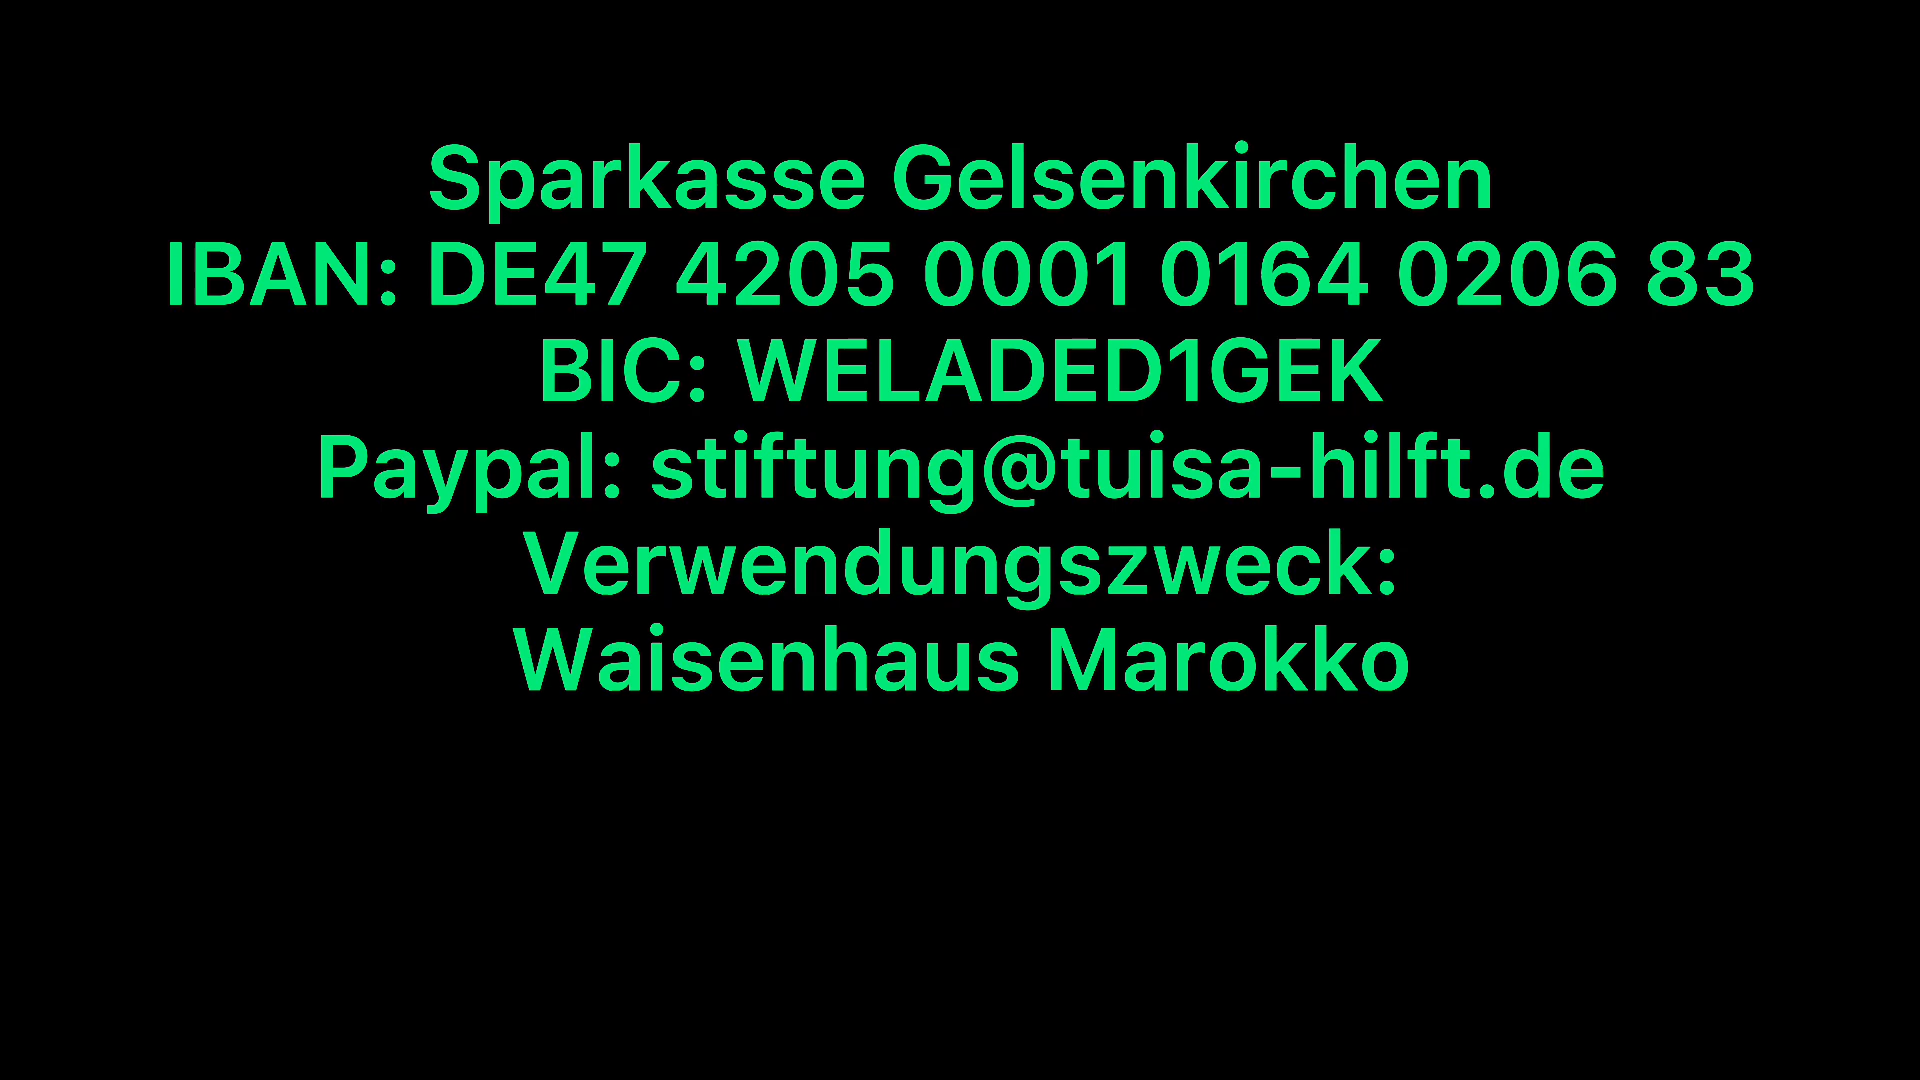 Sparkasse Gelsenkirchen
IBAN: DE47 4205 0001 0164 0206 83
BIC: WELADED1GEK
Paypal: stiftung@tuisa-hilft.de
Verwendungszweck:
Waisenhaus Marokko